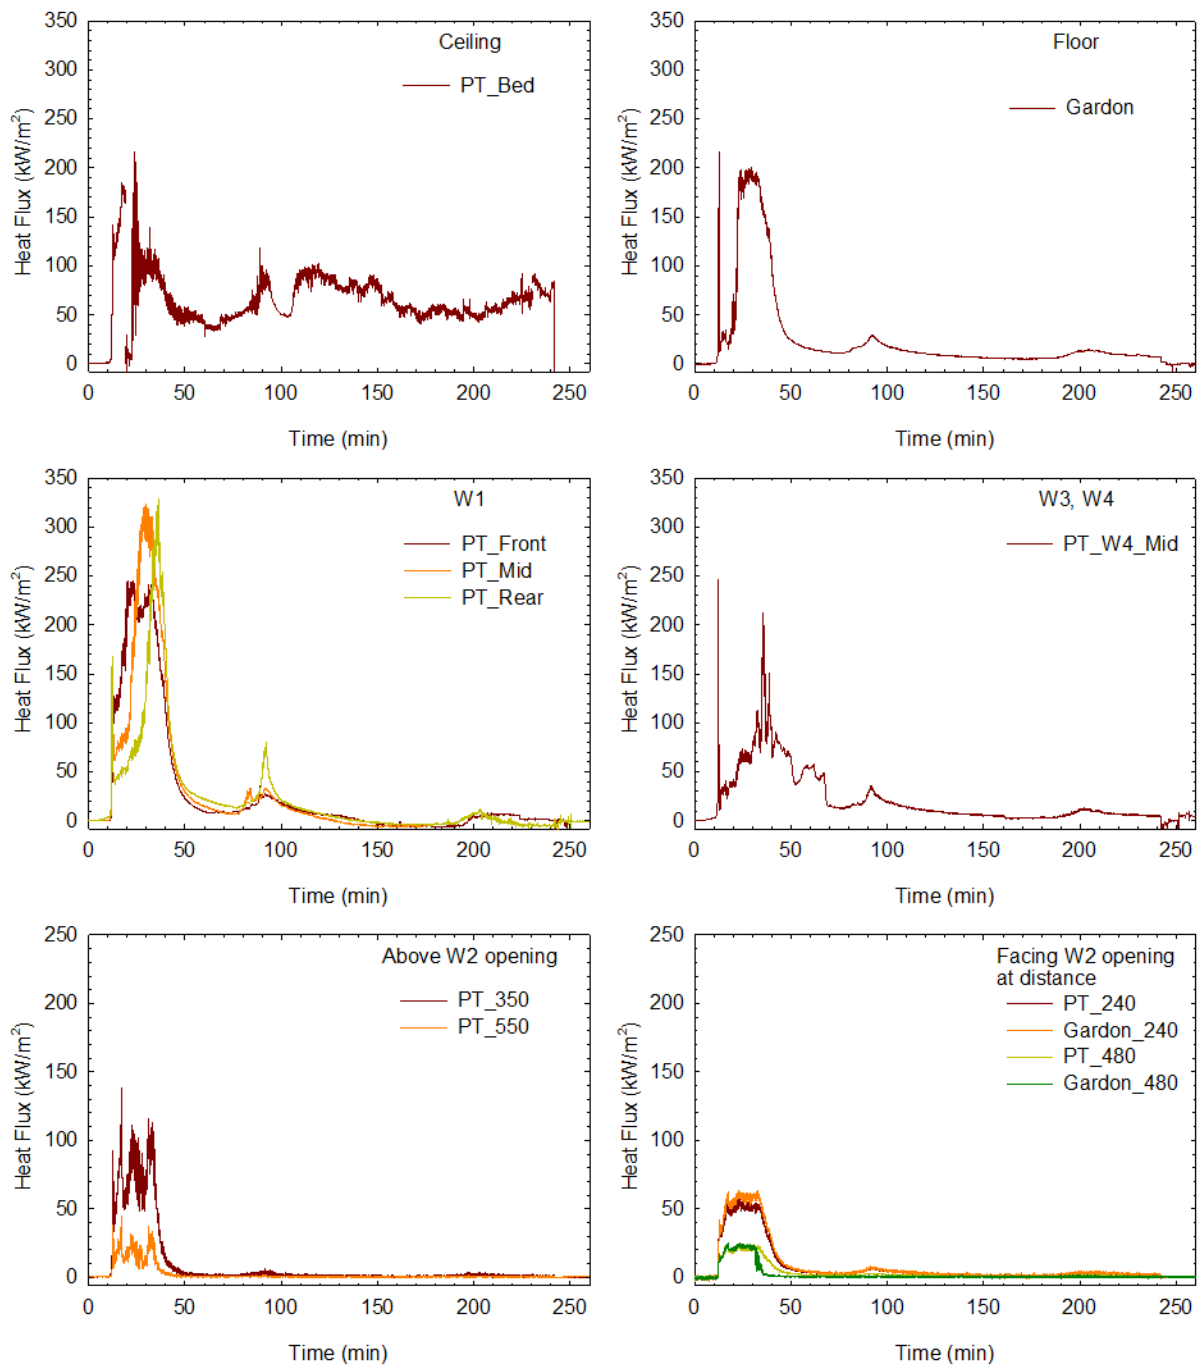 Ceiling
PT_Bed
Heat Flux (kW/m²)
350
300
250
200
150
100
50
0
0 50 100 150 200 250
Time (min)
Floor
Gardon
Heat Flux (kW/m²)
350
300
250
200
150
100
50
0
0 50 100 150 200 250
Time (min)
W1
PT_Front
PT_Mid
PT_Rear
Heat Flux (kW/m²)
350
300
250
200
150
100
50
0
0 50 100 150 200 250
Time (min)
W3, W4
PT_W4_Mid
Heat Flux (kW/m²)
350
300
250
200
150
100
50
0
0 50 100 150 200 250
Time (min)
Above W2 opening
PT_350
PT_550
Heat Flux (kW/m²)
250
200
150
100
50
0
0 50 100 150 200 250
Time (min)
Facing W2 opening
at distance
PT_240
Gardon_240
PT_480
Gardon_480
Heat Flux (kW/m²)
250
200
150
100
50
0
0 50 100 150 200 250
Time (min)